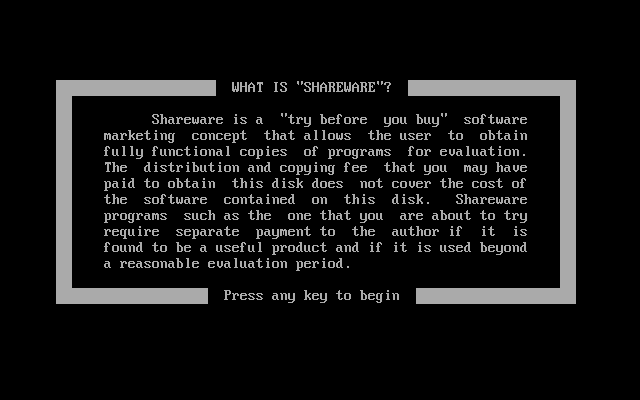 WHAT IS "SHAREWARE"?
Shareware is a "try before you buy" software
marketing concept that allows the user to obtain
fully functional copies of programs for evaluation.
The distribution and copying fee that you may have
paid to obtain this disk does not cover the cost of
the software contained on this disk. Shareware
programs such as the one that you are about to try
require separate payment to the author if it is
found to be a useful product and if it is used beyond
a reasonable evaluation period.
Press any key to begin